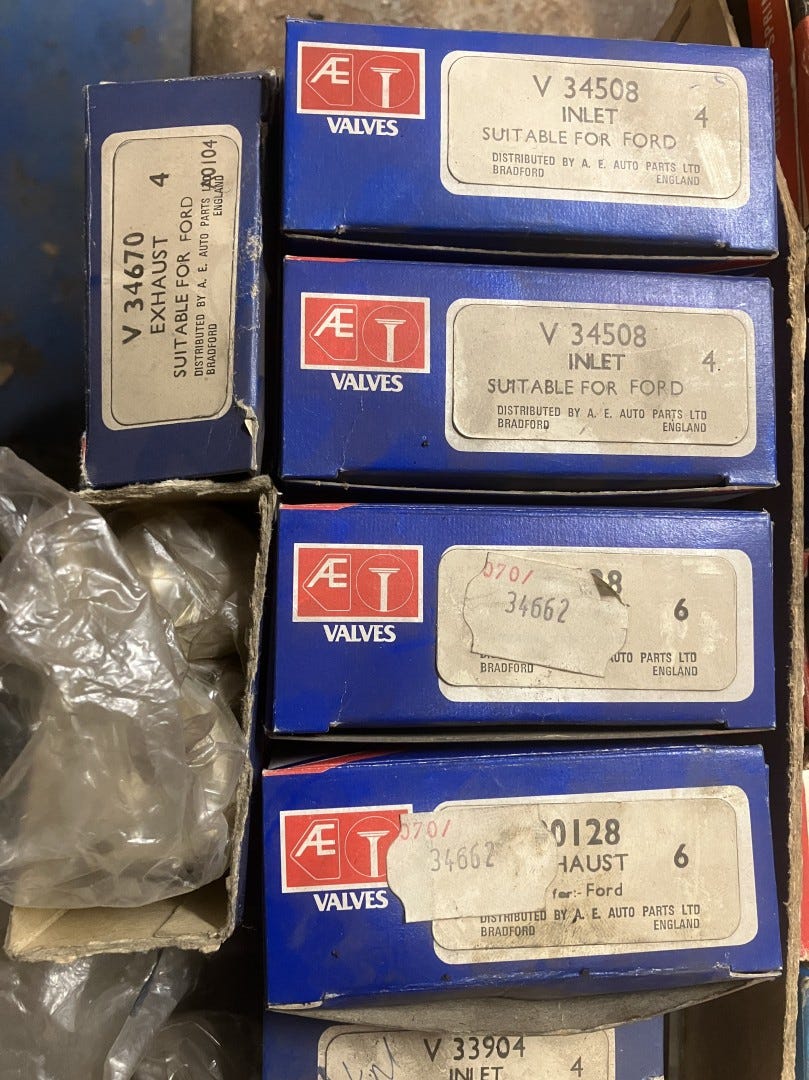 V 34670 4
EXHAUST
SUITABLE FOR FORD
DISTRIBUTED BY A. E. AUTO PARTS
BRADFORD ENGLAND
AE
VALVES
V 34508
INLET 4
SUITABLE FOR FORD
DISTRIBUTED BY A. E. AUTO PARTS LTD
BRADFORD ENGLAND
AE
VALVES
V 34508
INLET 4
SUITABLE FOR FORD
DISTRIBUTED BY A. E. AUTO PARTS LTD
BRADFORD ENGLAND
AE
VALVES
0701
34662
6
PARTS LTD
BRADFORD ENGLAND
AE
VALVES
0701
34662
0128
6
for:- Ford
DISTRIBUTED BY A. E. AUTO PARTS LTD
BRADFORD ENGLAND
V 33904
INLET 4